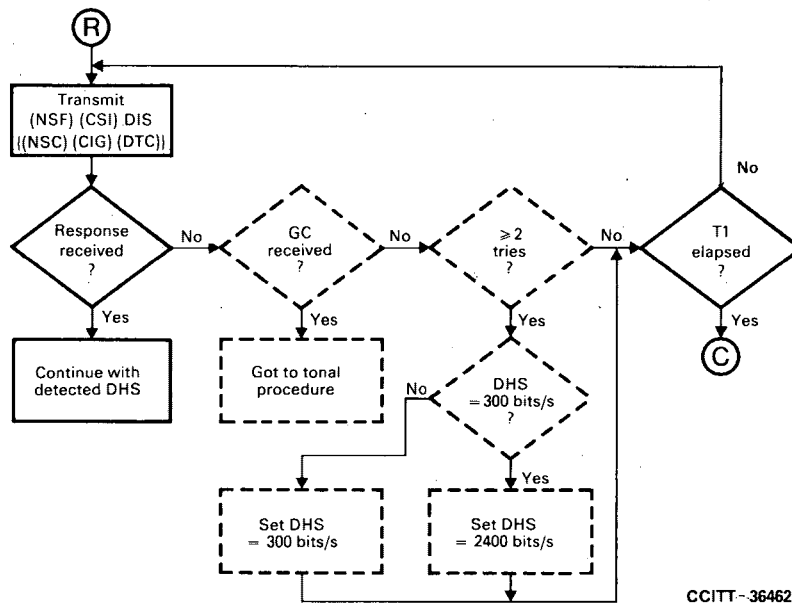 R
Transmit
(NSF) (CSI) DIS
((NSC) (CIG) (DTC))
No
Response
received
?
No
GC
received
?
No
⩾ 2
tries
?
No
T1
elapsed
?
Yes
Yes
Yes
Yes
Continue with
detected DHS
Got to tonal
procedure
No
DHS
= 300 bits/s
?
C
Yes
Set DHS
= 300 bits/s
Set DHS
= 2400 bits/s
CCITT-36462